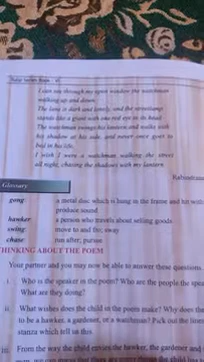 I can see through my open window the watchman
walking up and down.
The lane is dark and lonely, and the street-lamp
stands like a giant with one red eye in its head.
The watchman swings his lantern and walks with
his shadow at his side, and never once goes to
bed in his life.
I wish I were a watchman walking the street
all night, chasing the shadows with my lantern.
Glossary
gong a metal disc which is hung in the frame and hit with
produce sound
hawker a person who travels about selling goods
swing move to and fro; sway
chase run after; pursue
THINKING ABOUT THE POEM
Your partner and you may now be able to answer these questions.
i. Who is the speaker in the poem? Who are the people the
What are they doing?
ii. What wishes does the child in the poem make? Why does the
to be a hawker, a gardener, or a watchman? Pick out the lines
stanza which tell us this.
iii. From the way the child envies the hawker, the gardener and